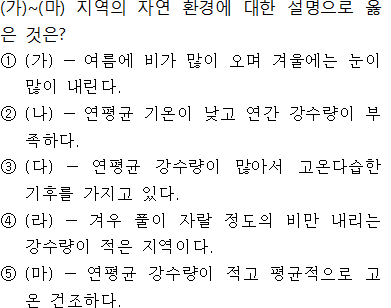 (가)~(마) 지역의 자연 환경에 대한 설명으로 옳
은 것은?
① (가) – 여름에 비가 많이 오며 겨울에는 눈이
많이 내린다.
② (나) – 연평균 기온이 낮고 연간 강수량이 부
족하다.
③ (다) – 연평균 강수량이 많아서 고온다습한
기후를 가지고 있다.
④ (라) – 겨우 풀이 자랄 정도의 비만 내리는
강수량이 적은 지역이다.
⑤ (마) – 연평균 강수량이 적고 평균적으로 고
온 건조하다.